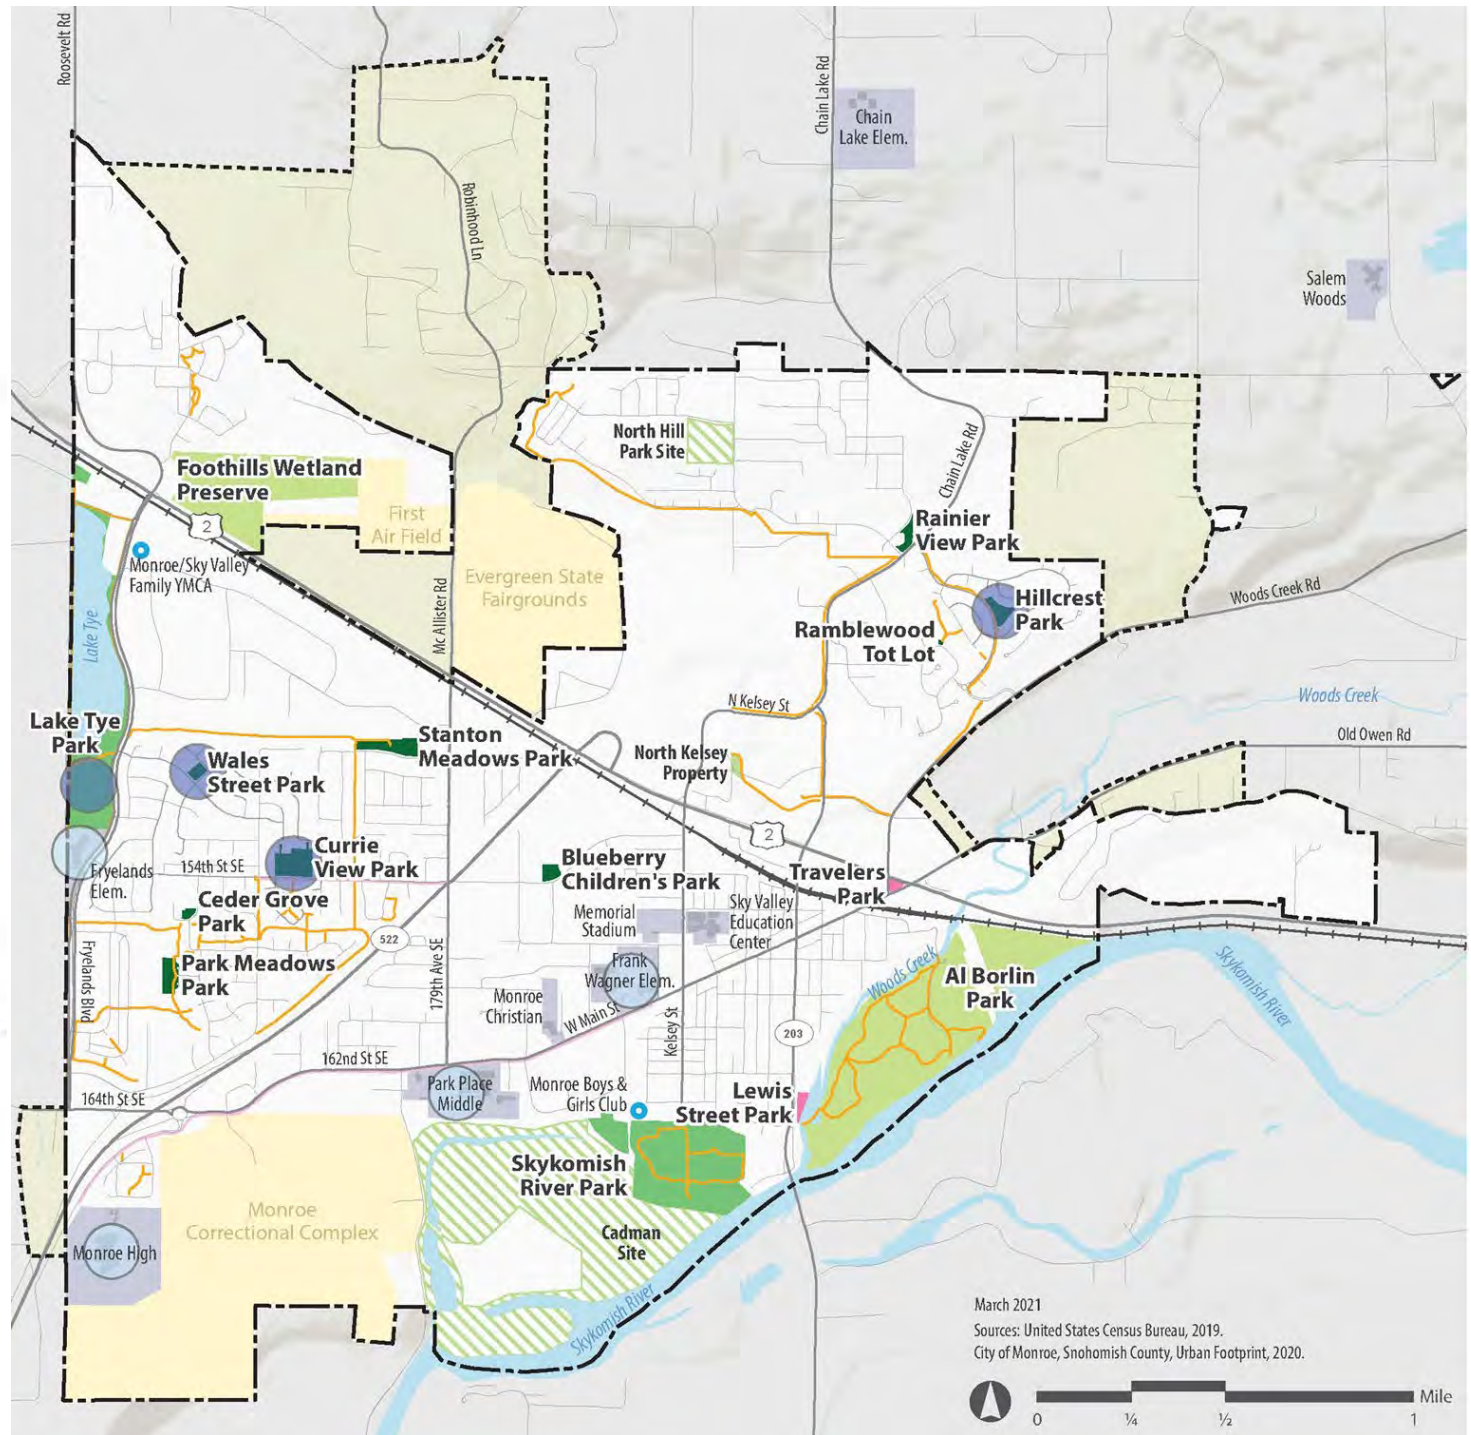 Roosevelt Rd
Chain Lake Rd
Chain
Lake Elem.
Robinhood Ln
Salem
Woods
North Hill
Park Site
Chain Lake Rd
Foothills Wetland
Preserve
2
First
Air Field
Rainier
View Park
Monroe/Sky Valley
Family YMCA
Evergreen State
Fairgrounds
Mc Allister Rd
Woods Creek Rd
Hillcrest
Park
Lake Tye
Ramblewood
Tot Lot
Woods Creek
N Kelsey St
Lake Tye
Park
Stanton
Meadows Park
Old Owen Rd
North Kelsey
Property
Wales
Street Park
2
Currie
View Park
154th St SE
Fryelands
Elem.
Blueberry
Children's Park
Travelers
Park
Ceder Grove
Park
Memorial
Stadium
Sky Valley
Education
Center
522
Fryelands Blvd
179th Ave SE
Park Meadows
Park
Frank
Wagner Elem.
Woods Creek
Al Borlin
Park
Skykomish
River
Monroe
Christian
W Main St
Kelsey St
203
162nd St SE
164th St SE
Park Place
Middle
Monroe Boys &
Girls Club
Lewis
Street Park
Skykomish
River Park
Monroe
Correctional Complex
Cadman
Site
Monroe High
Skykomish River
March 2021
Sources: United States Census Bureau, 2019.
City of Monroe, Snohomish County, Urban Footprint, 2020.
Mile
0 ¼ ½ 1